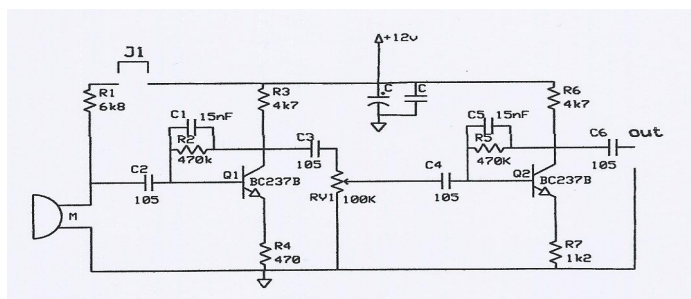 J1
+12v
R1
6k8
R3
4k7
C
C
R6
4k7
C1
15nF
R2
470k
C3
105
C5
15nF
R5
470K
C6
105
out
C2
105
Q1
BC237B
RV1
100K
C4
105
Q2
BC237B
M
R4
470
R7
1k2